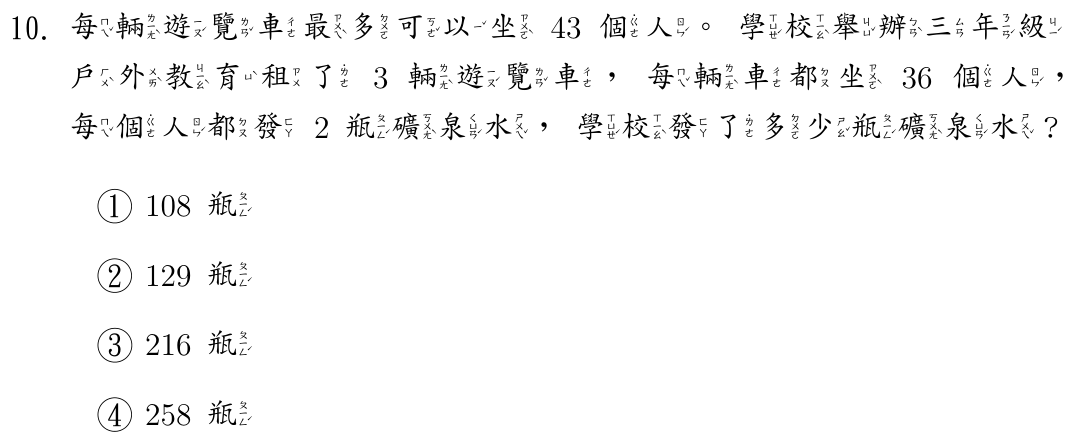 10. 每輛遊覽車最多可以坐 43 個人。 學校舉辦三年級
戶外教育租了 3 輛遊覽車， 每輛車都坐 36 個人，
每個人都發 2 瓶礦泉水， 學校發了多少瓶礦泉水？
① 108 瓶
② 129 瓶
③ 216 瓶
④ 258 瓶